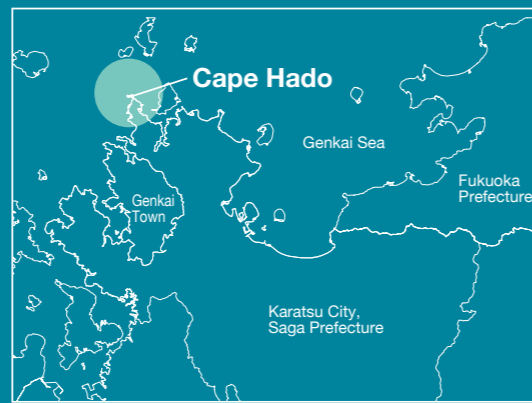 Cape Hado
Genkai Sea
Fukuoka
Prefecture
Genkai
Town
Karatsu City,
Saga Prefecture